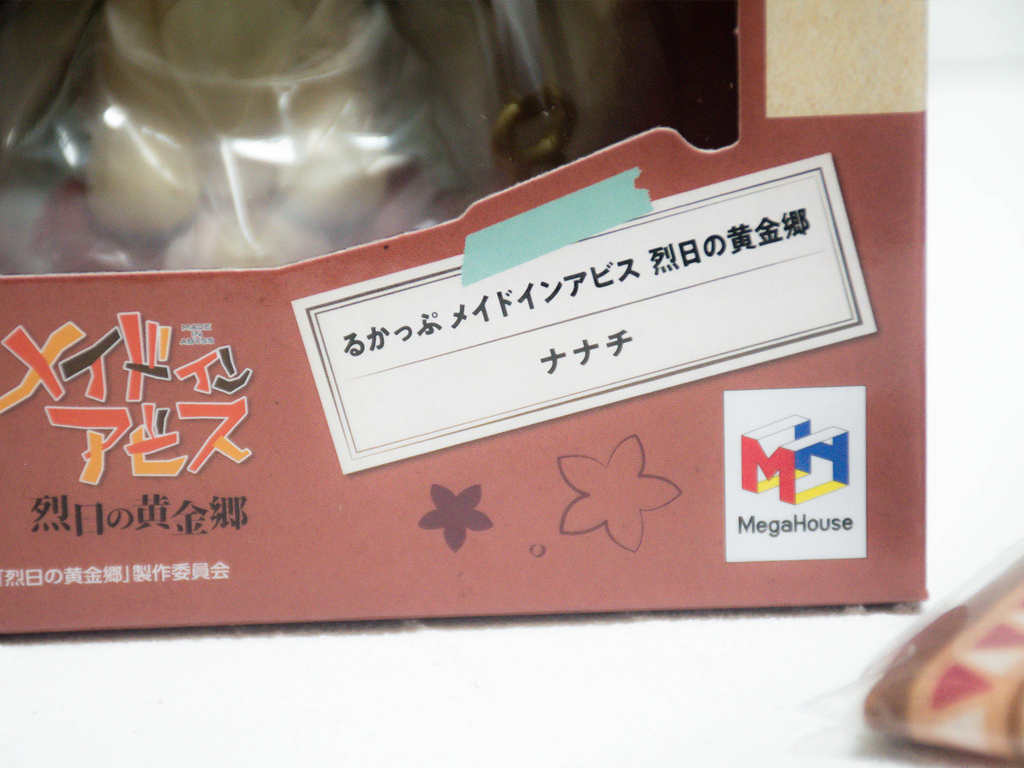 るかっぷ メイドインアビス 烈日の黄金郷
ナナチ
MADE
IN
ABYSS
メイドイン
アビス
烈日の黄金郷
「烈日の黄金郷」製作委員会
MH
MegaHouse